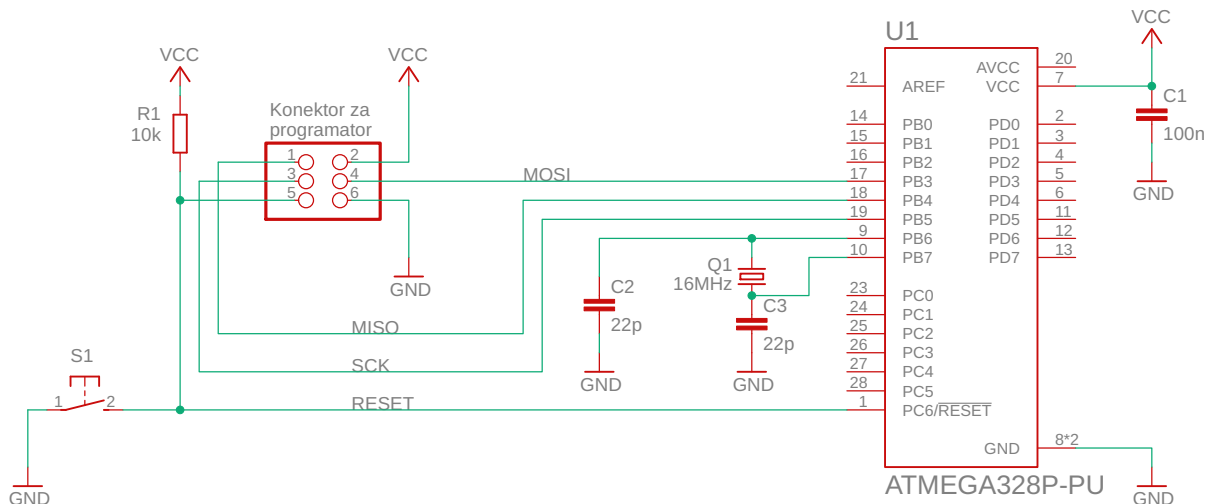 VCC
R1
10k
Konektor za
programator
1
2
3
4
5
6
VCC
GND
MOSI
MISO
SCK
RESET
S1
1
2
GND
C2
22p
GND
Q1
16MHz
C3
22p
GND
U1
21 AREF
14 PB0
15 PB1
16 PB2
17 PB3
18 PB4
19 PB5
9 PB6
10 PB7
23 PC0
24 PC1
25 PC2
26 PC3
27 PC4
28 PC5
1 PC6/RESET
AVCC 20
VCC 7
PD0 2
PD1 3
PD2 4
PD3 5
PD4 6
PD5 11
PD6 12
PD7 13
GND 8*2
ATMEGA328P-PU
VCC
C1
100n
GND
GND